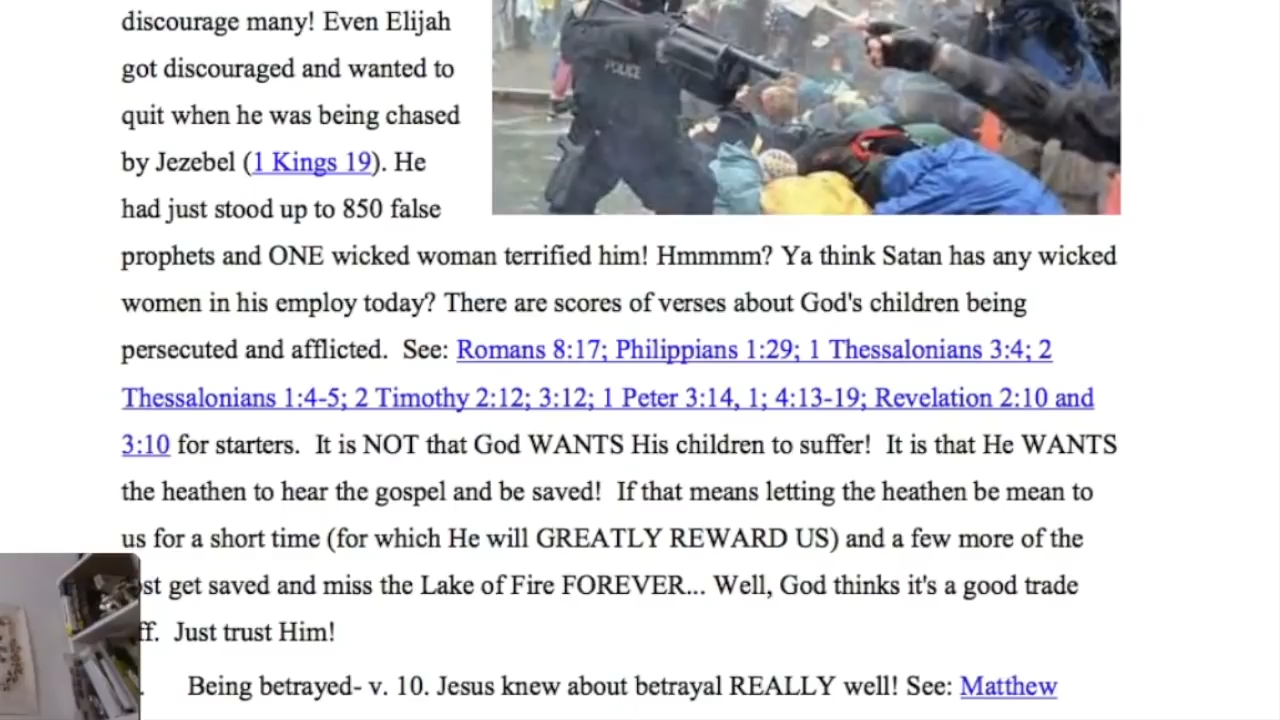 discourage many! Even Elijah
got discouraged and wanted to
quit when he was being chased
by Jezebel (1 Kings 19). He
had just stood up to 850 false
POLICE
prophets and ONE wicked woman terrified him! Hmmmm? Ya think Satan has any wicked
women in his employ today? There are scores of verses about God's children being
persecuted and afflicted.  See: Romans 8:17; Philippians 1:29; 1 Thessalonians 3:4; 2
Thessalonians 1:4-5; 2 Timothy 2:12; 3:12; 1 Peter 3:14, 1; 4:13-19; Revelation 2:10 and
3:10 for starters.  It is NOT that God WANTS His children to suffer!  It is that He WANTS
the heathen to hear the gospel and be saved!  If that means letting the heathen be mean to
us for a short time (for which He will GREATLY REWARD US) and a few more of the
get saved and miss the Lake of Fire FOREVER... Well, God thinks it's a good trade
Just trust Him!
Being betrayed- v. 10. Jesus knew about betrayal REALLY well! See: Matthew